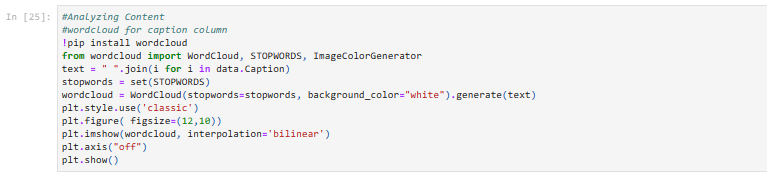 In [25]: #Analyzing Content
#wordcloud for caption column
!pip install wordcloud
from wordcloud import WordCloud, STOPWORDS, ImageColorGenerator
text = " ".join(i for i in data.Caption)
stopwords = set(STOPWORDS)
wordcloud = WordCloud(stopwords=stopwords, background_color="white").generate(text)
plt.style.use('classic')
plt.figure( figsize=(12,10))
plt.imshow(wordcloud, interpolation='bilinear')
plt.axis("off")
plt.show()